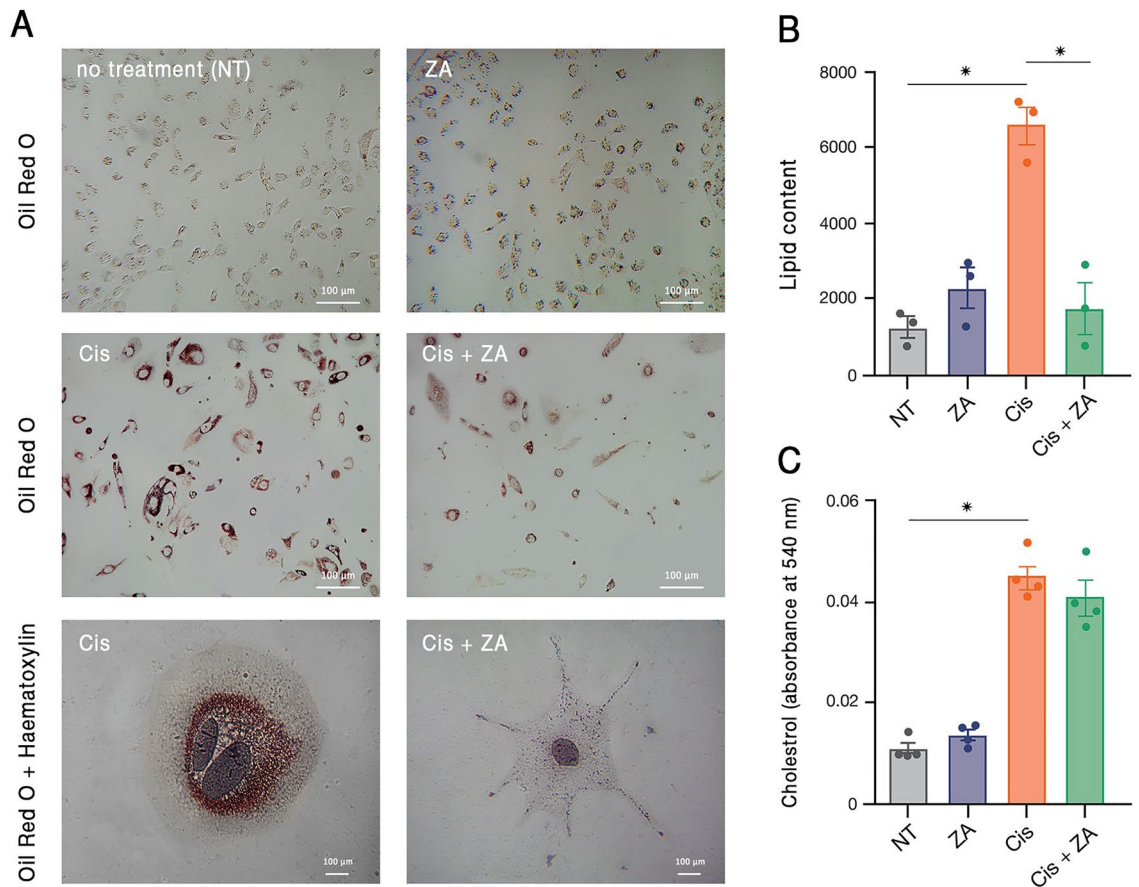 A
no treatment (NT)
ZA
Oil Red O
100 µm
100 µm
Cis
Cis + ZA
Oil Red O
100 µm
100 µm
Cis
Cis + ZA
Oil Red O + Haematoxylin
100 µm
100 µm
B
Lipid content
8000
6000
4000
2000
0
*
*
NT
ZA
Cis
Cis + ZA
C
Cholestrol (absorbance at 540 nm)
0.06
0.04
0.02
0
*
NT
ZA
Cis
Cis + ZA